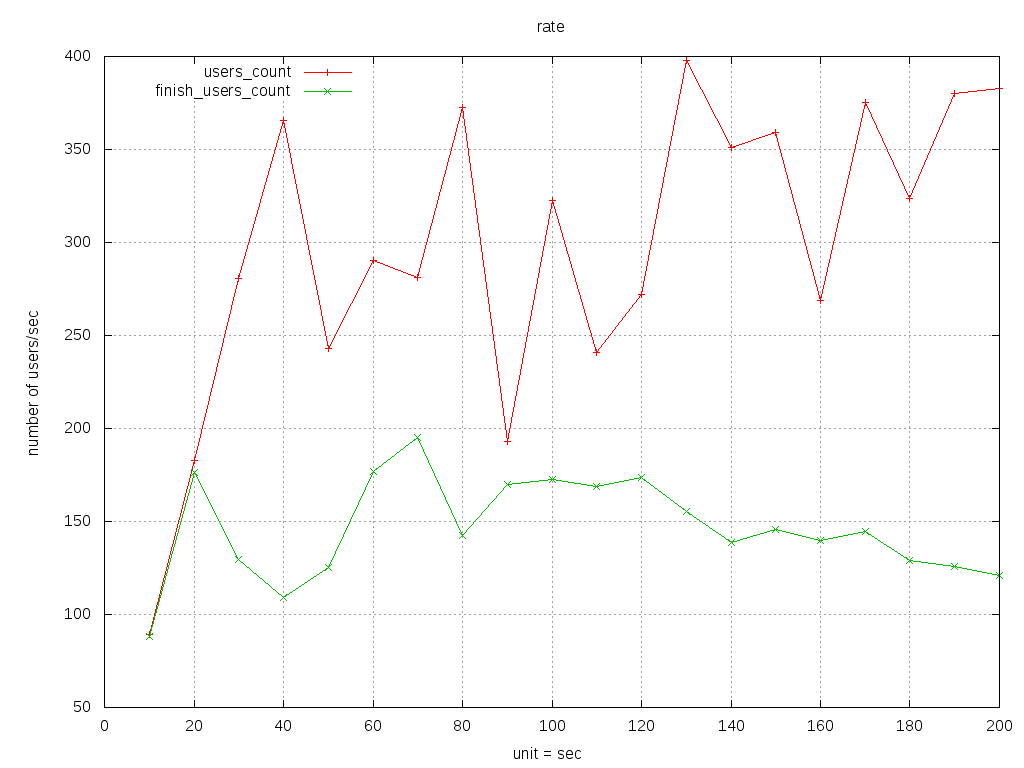 rate
users_count
finish_users_count
400
350
300
250
200
150
100
50
number of users/sec
0 20 40 60 80 100 120 140 160 180 200
unit = sec